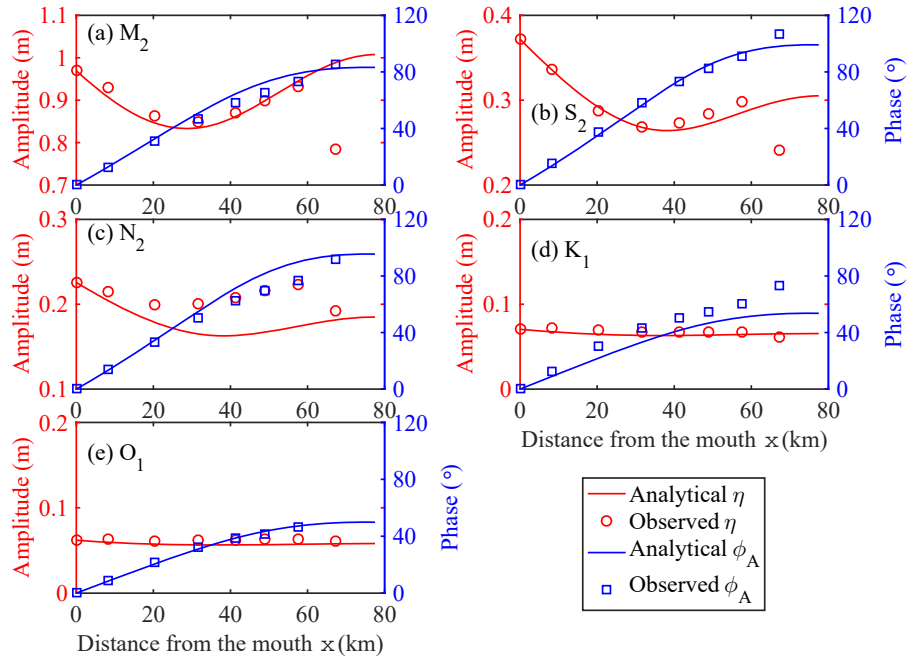 1.1
1
0.9
0.8
0.7
Amplitude (m)
(a) M2
120
80
40
0
0 20 40 60 80
0.4
0.3
0.2
Amplitude (m)
(b) S2
120
80
40
0
Phase (°)
0 20 40 60 80
0.3
0.2
0.1
Amplitude (m)
(c) N2
120
80
40
0
0 20 40 60 80
0.2
0.1
0
Amplitude (m)
(d) K1
120
80
40
0
Phase (°)
0 20 40 60 80
Distance from the mouth x (km)
0.2
0.1
0
Amplitude (m)
(e) O1
120
80
40
0
Phase (°)
0 20 40 60 80
Distance from the mouth x (km)
Analytical η
Observed η
Analytical ϕA
Observed ϕA